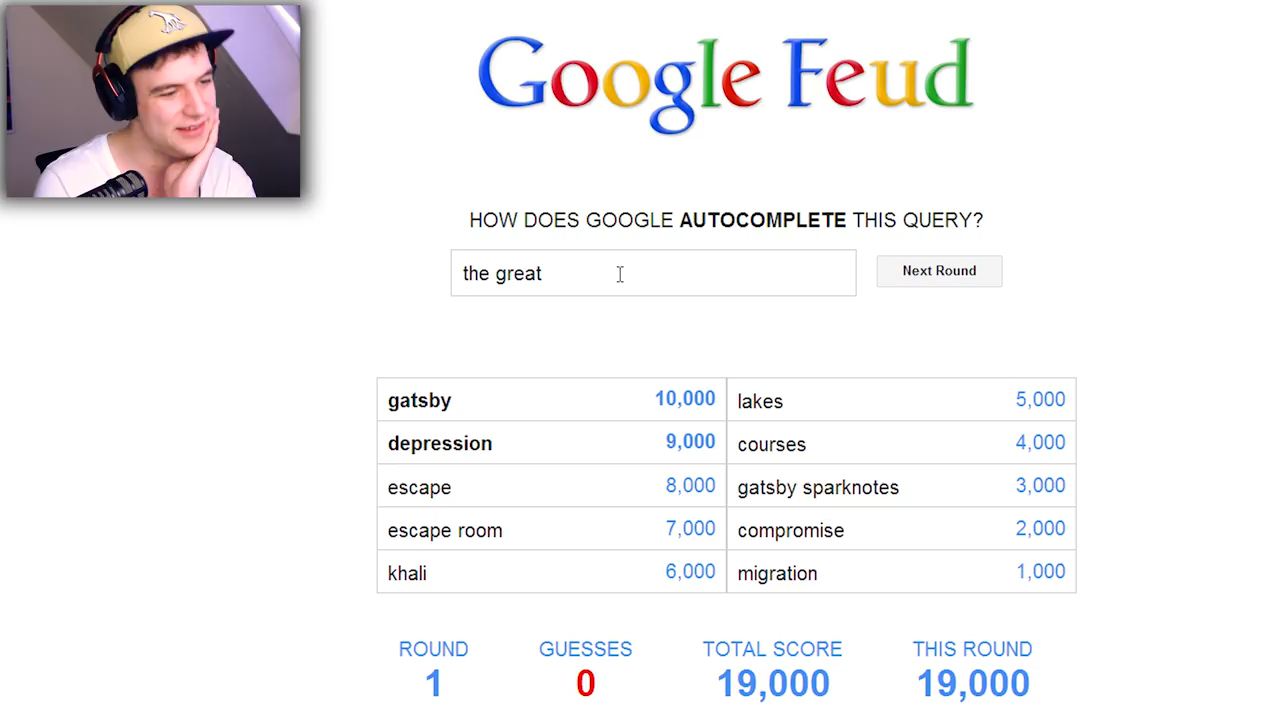 Google Feud
HOW DOES GOOGLE AUTOCOMPLETE THIS QUERY?
the great
Next Round
gatsby 10,000
depression 9,000
escape 8,000
escape room 7,000
khali 6,000
lakes 5,000
courses 4,000
gatsby sparknotes 3,000
compromise 2,000
migration 1,000
ROUND GUESSES TOTAL SCORE THIS ROUND
1 0 19,000 19,000